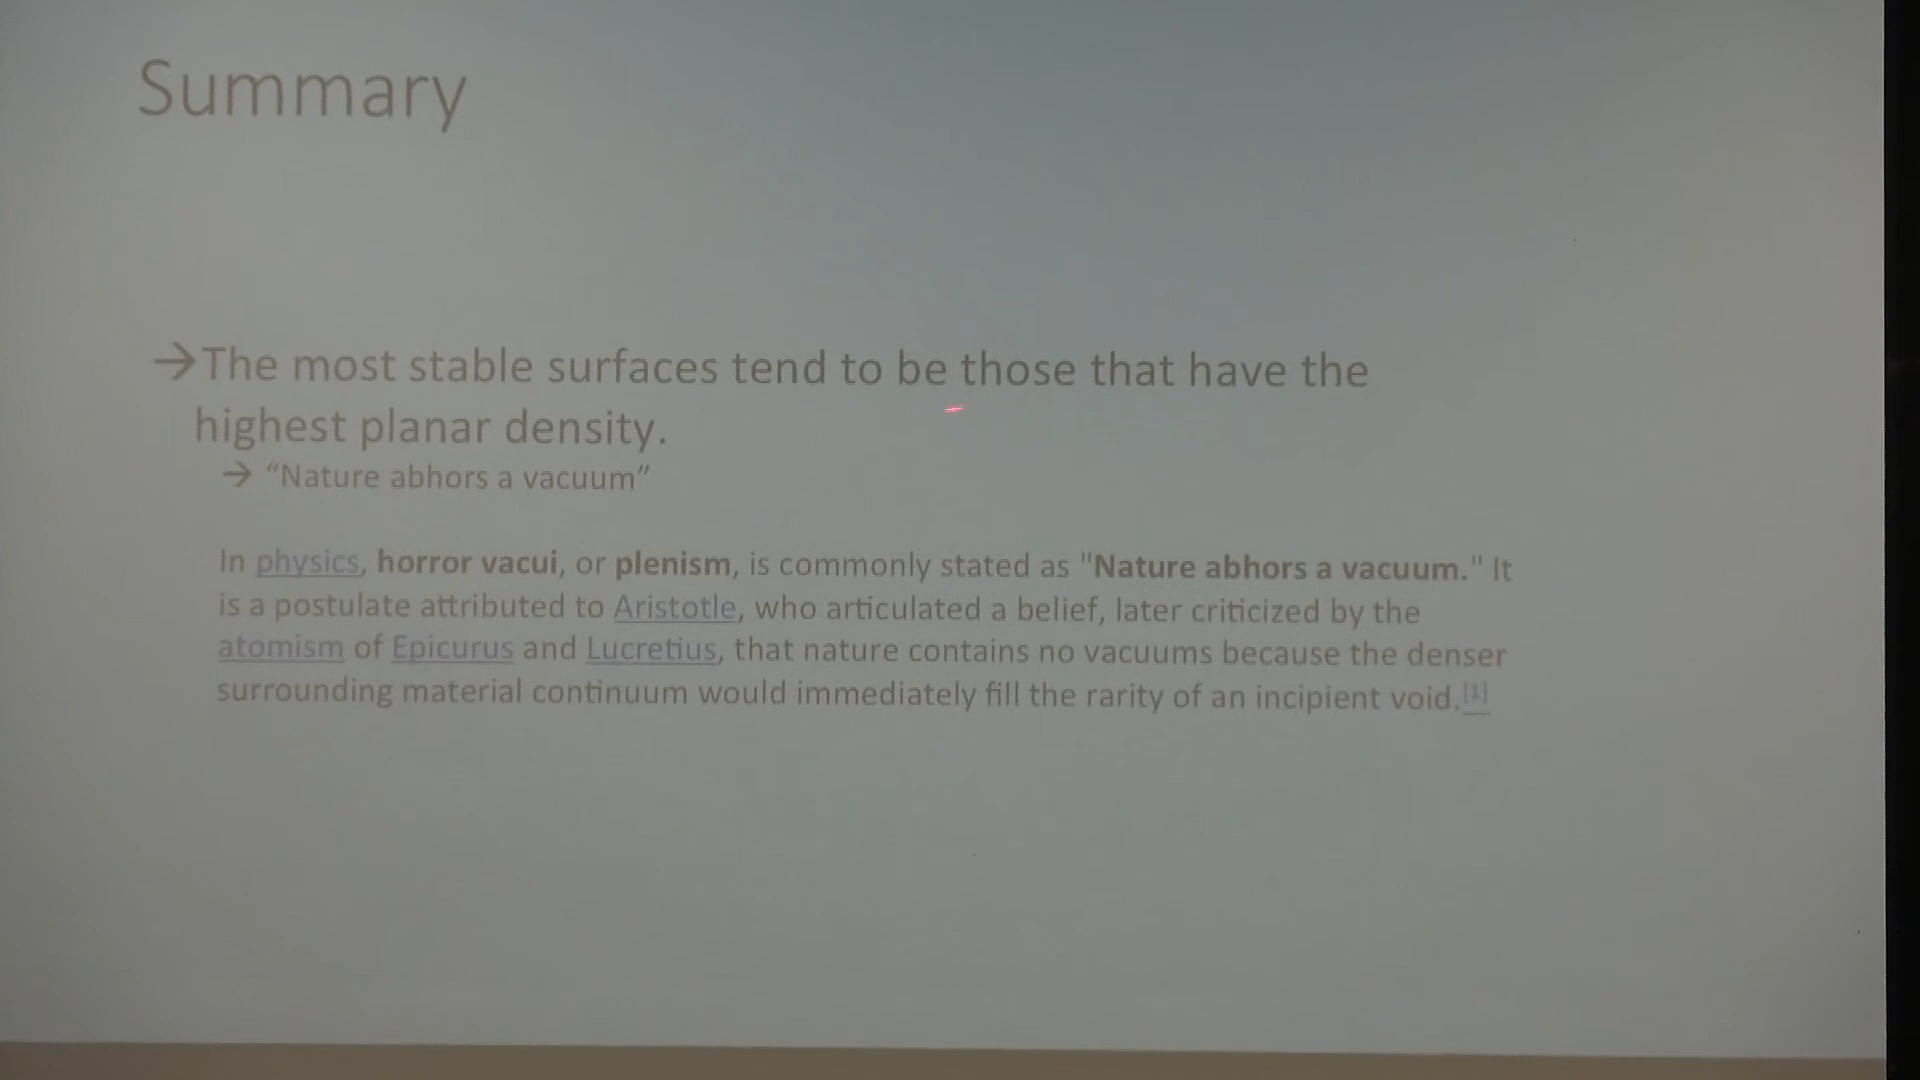 Summary
→The most stable surfaces tend to be those that have the
highest planar density.
→ “Nature abhors a vacuum”
In physics, horror vacui, or plenism, is commonly stated as "Nature abhors a vacuum." It
is a postulate attributed to Aristotle, who articulated a belief, later criticized by the
atomism of Epicurus and Lucretius, that nature contains no vacuums because the denser
surrounding material continuum would immediately fill the rarity of an incipient void.[1]